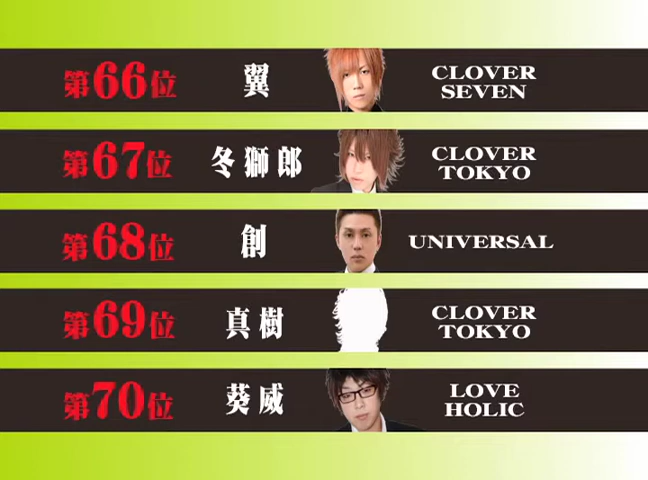 第66位 翼 CLOVER
SEVEN
第67位 冬獅郎 CLOVER
TOKYO
第68位 創 UNIVERSAL
第69位 真樹 CLOVER
TOKYO
第70位 葵威 LOVE
HOLIC